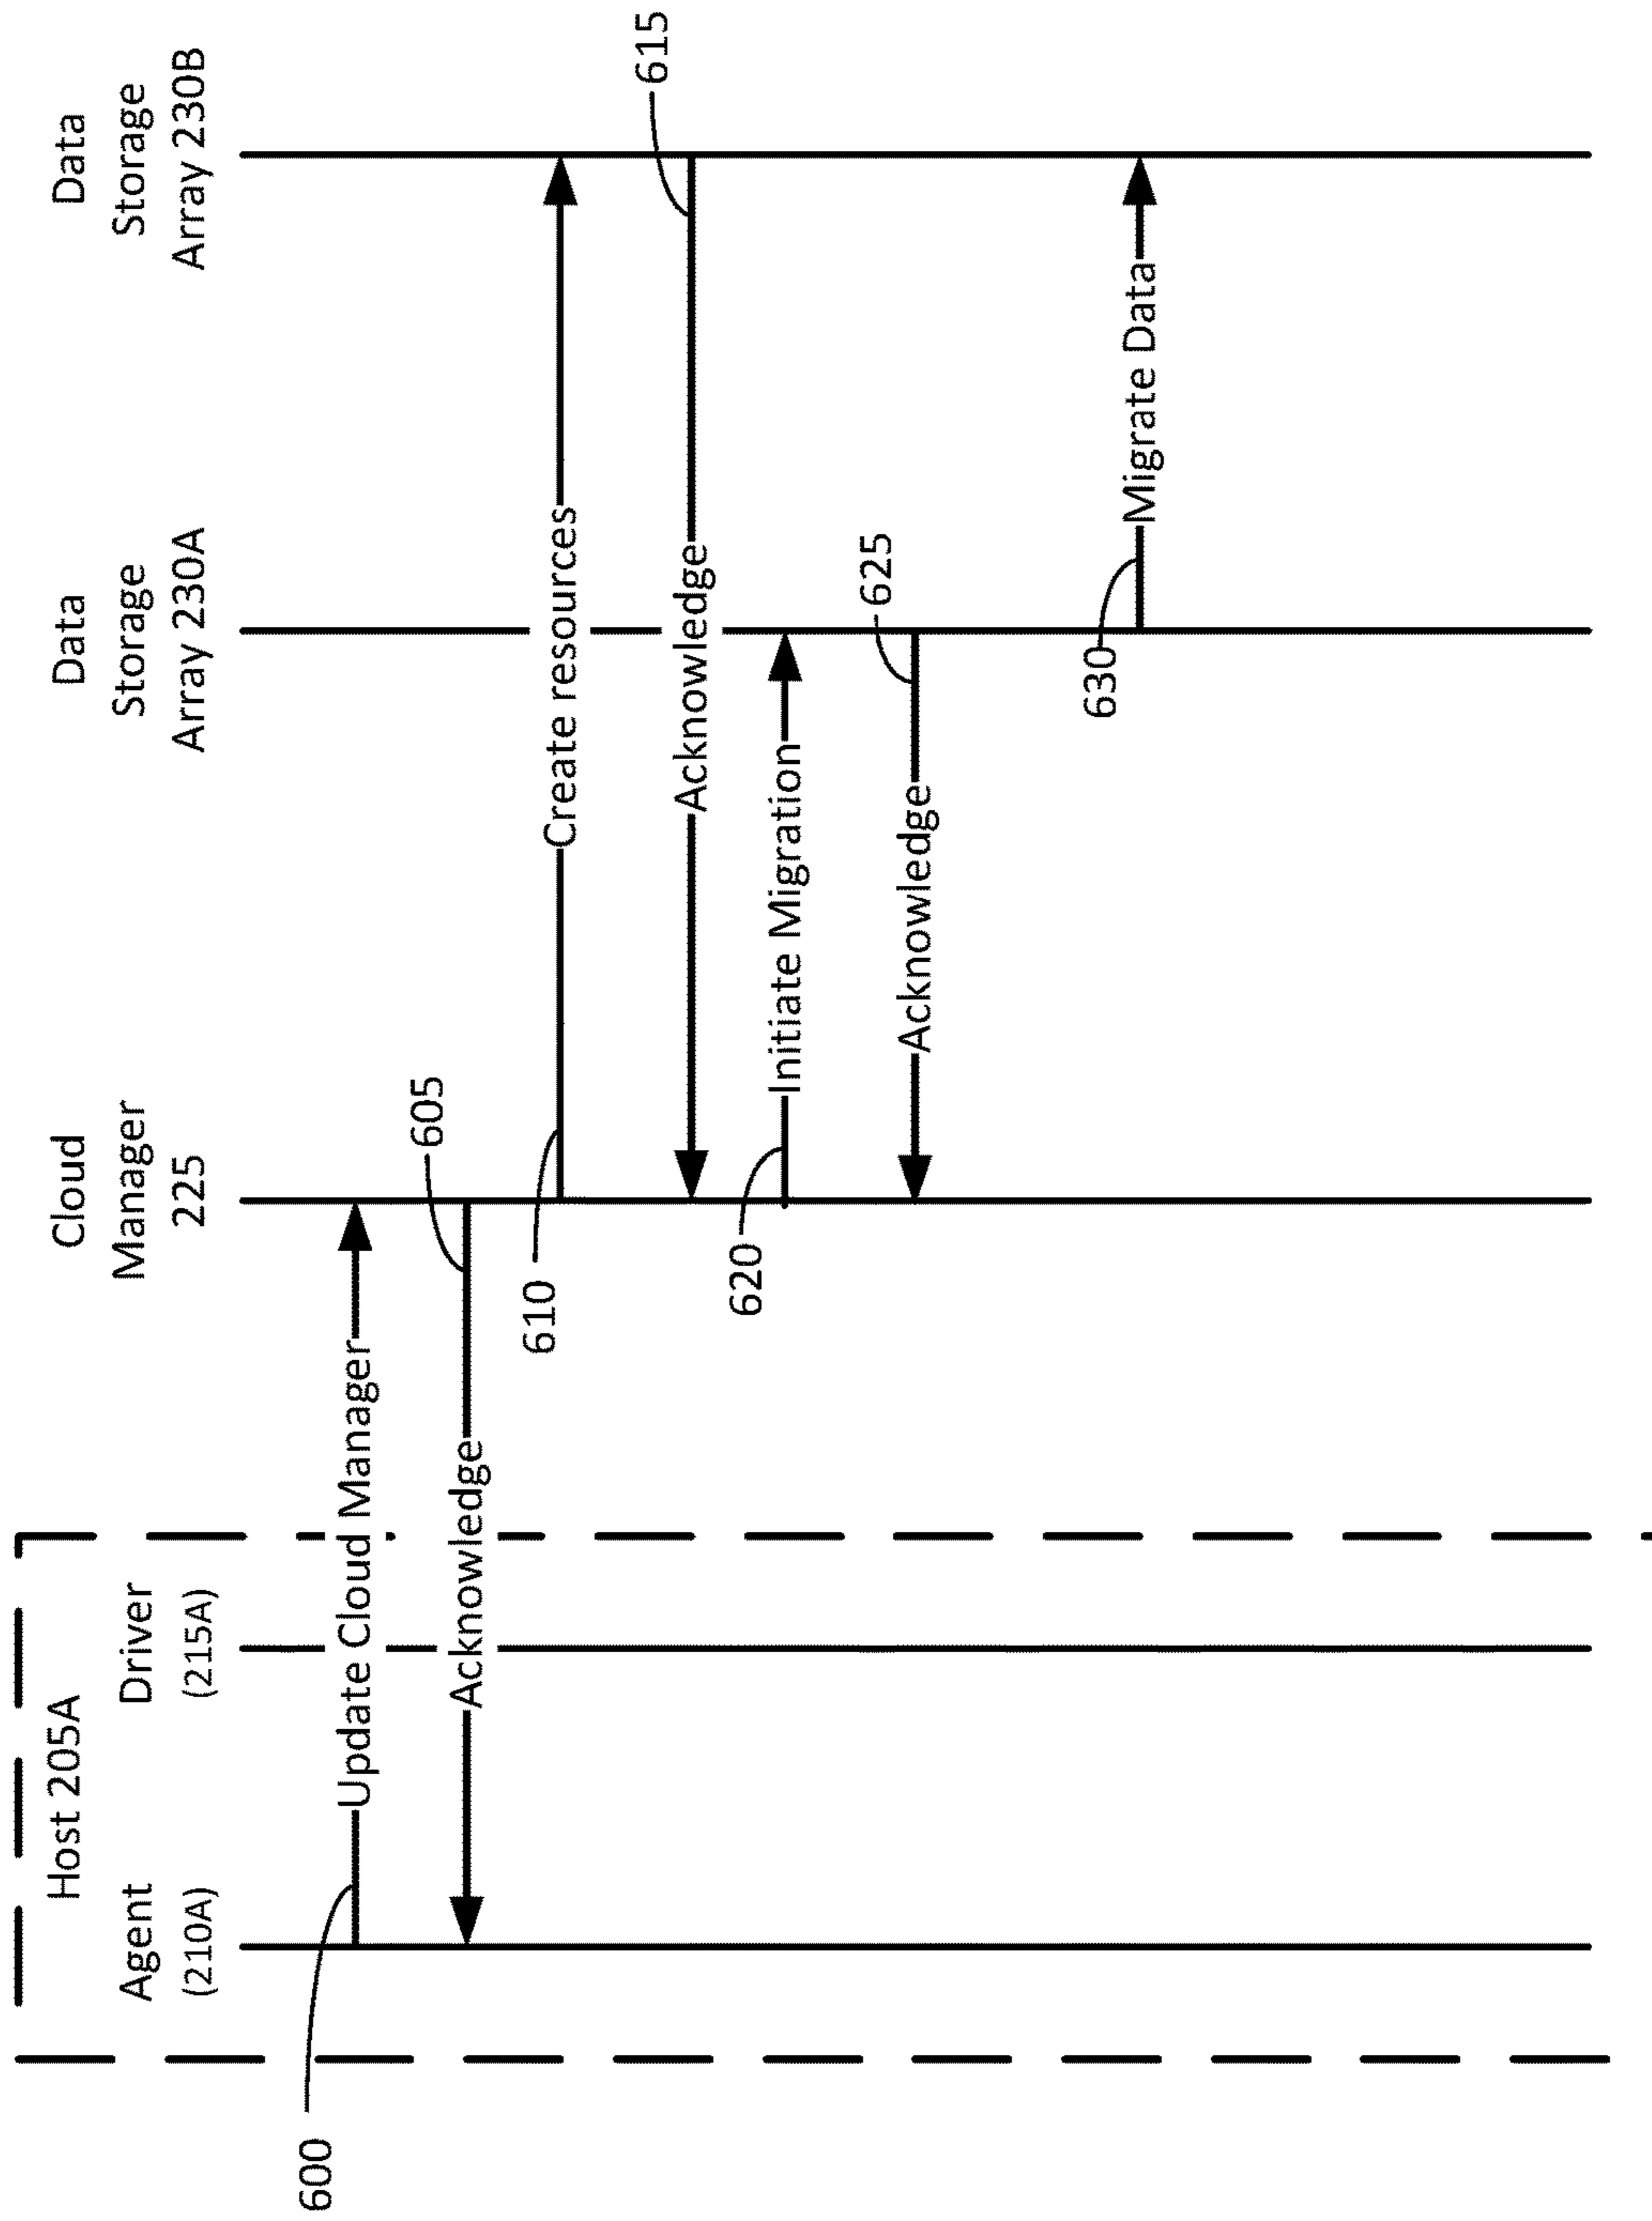 Host 205A
Agent
(210A)
Driver
(215A)
Cloud
Manager
225
Data
Storage
Array 230A
Data
Storage
Array 230B
600
Update Cloud Manager
605
Acknowledge
610
Create resources
615
Acknowledge
620
Initiate Migration
625
Acknowledge
630
Migrate Data